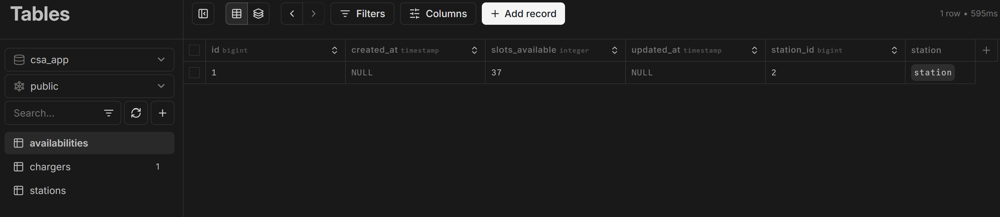 Tables
Filters
Columns
+ Add record
1 row • 595ms
csa_app
public
Search...
availabilities
chargers 1
stations
id bigint created_at timestamp slots_available integer updated_at timestamp station_id bigint station +
1 NULL 37 NULL 2 station